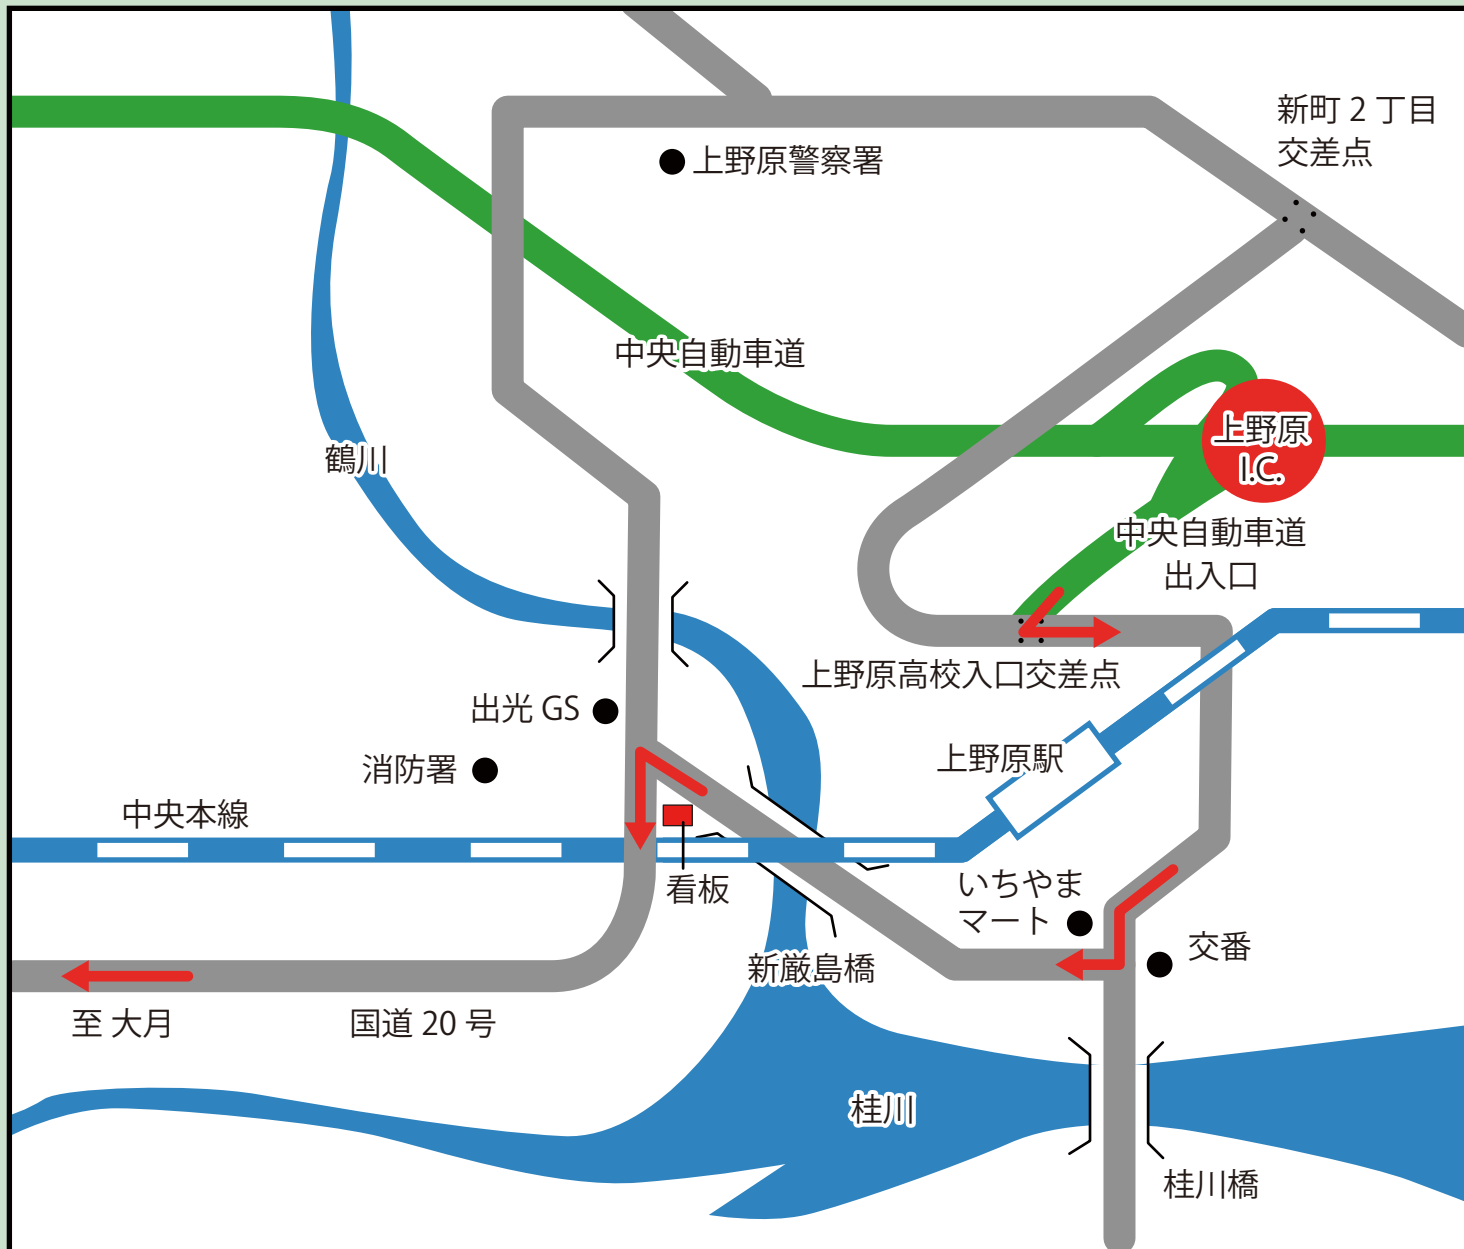 新町 2 丁目
交差点
上野原警察署
中央自動車道
上野原
I.C.
鶴川
中央自動車道
出入口
上野原高校入口交差点
出光 GS
上野原駅
消防署
中央本線
看板
いちやま
マート
交番
新厳島橋
至 大月
国道 20 号
桂川
桂川橋